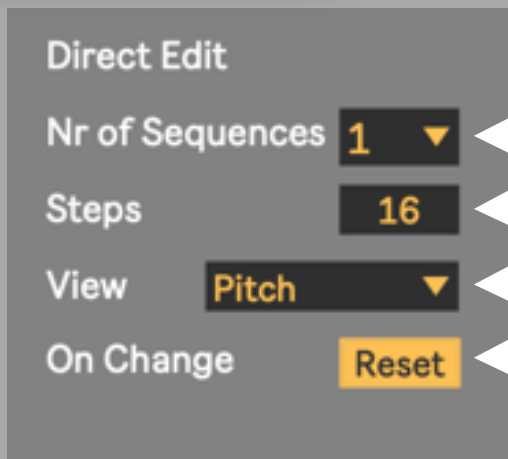 Direct Edit
Nr of Sequences 1
Steps 16
View Pitch
On Change Reset